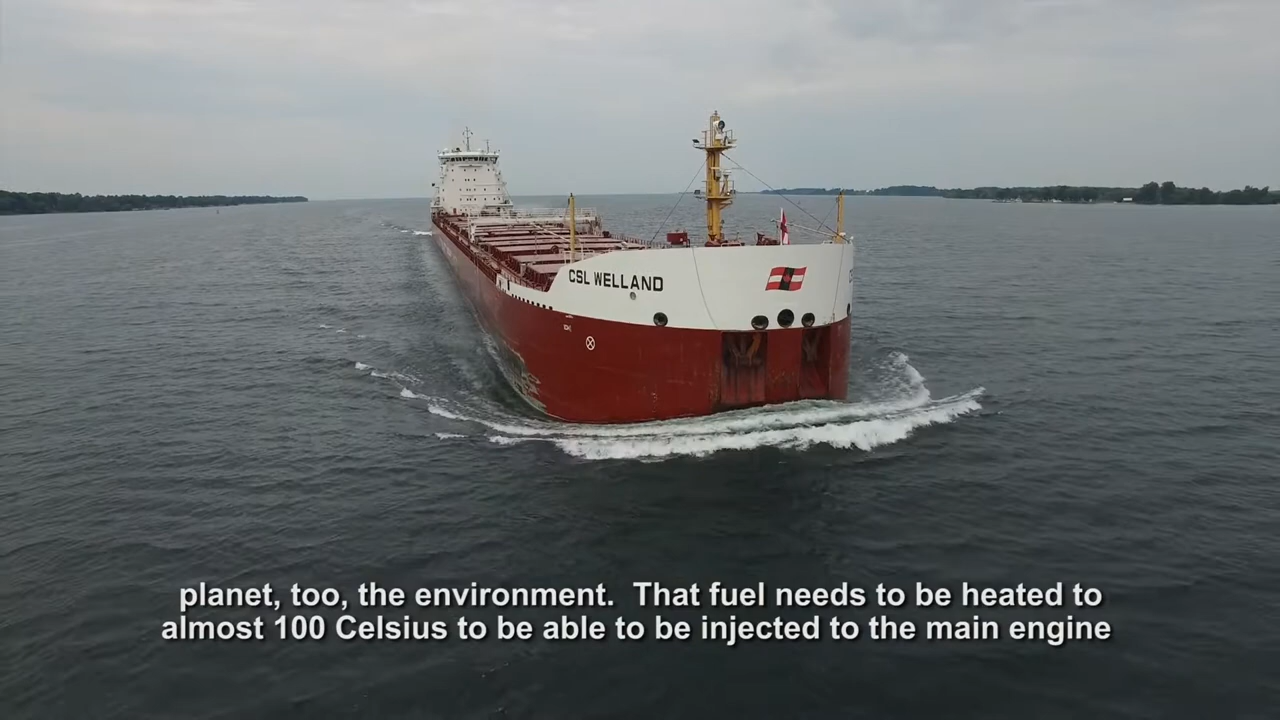 CSL WELLAND
planet, too, the environment.  That fuel needs to be heated to
almost 100 Celsius to be able to be injected to the main engine